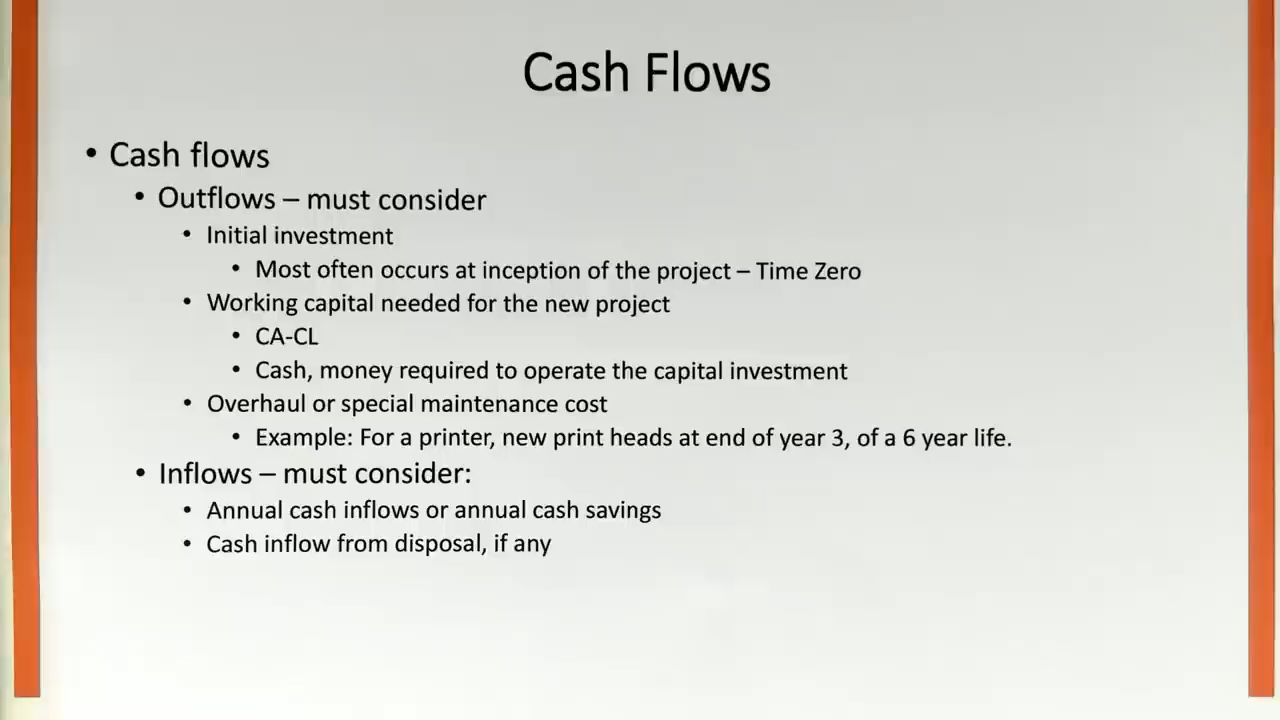 Cash Flows
• Cash flows
• Outflows – must consider
• Initial investment
• Most often occurs at inception of the project – Time Zero
• Working capital needed for the new project
• CA-CL
• Cash, money required to operate the capital investment
• Overhaul or special maintenance cost
• Example: For a printer, new print heads at end of year 3, of a 6 year life.
• Inflows – must consider:
• Annual cash inflows or annual cash savings
• Cash inflow from disposal, if any